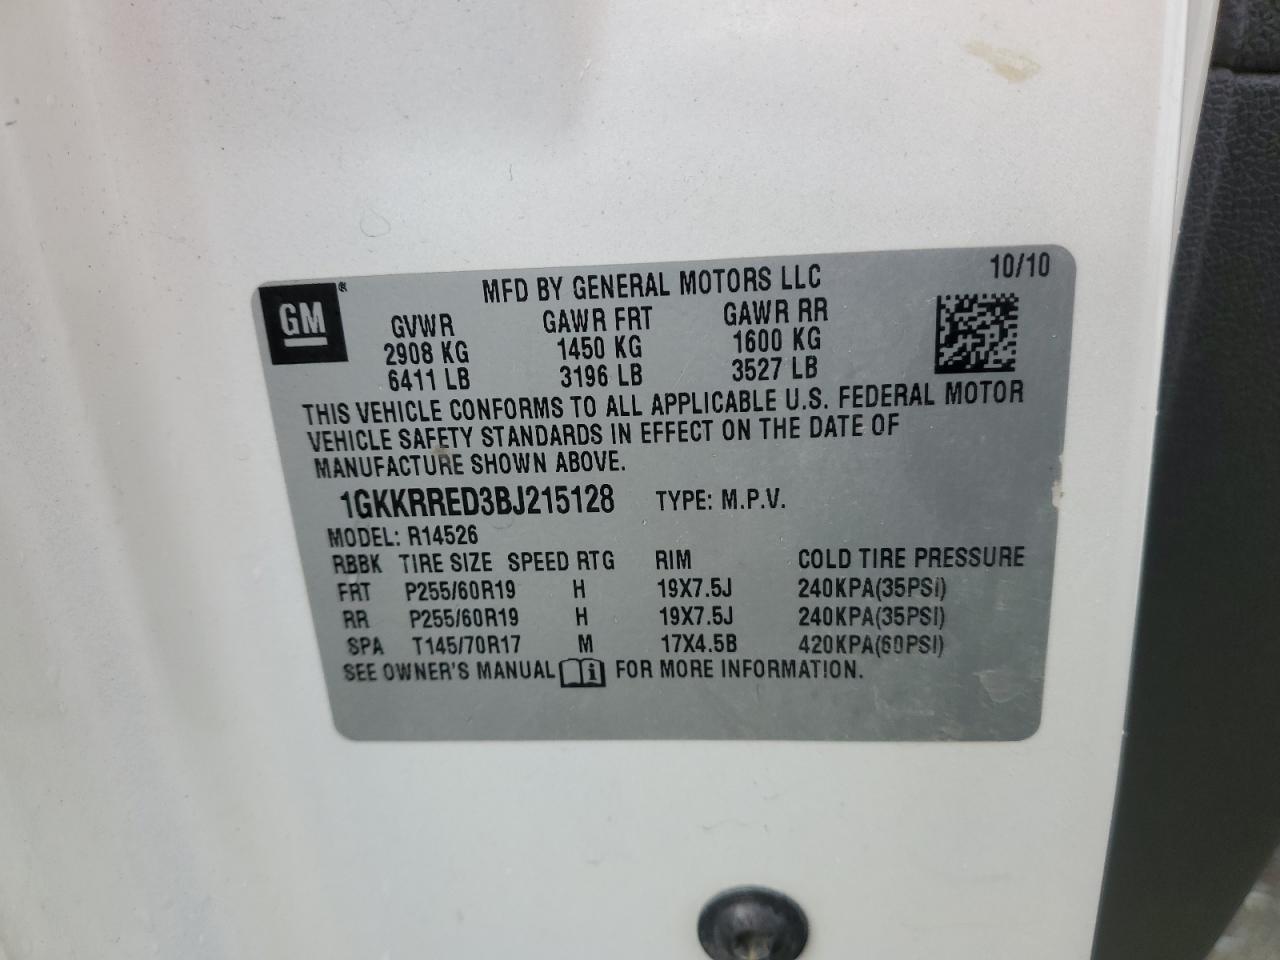 GM®
MFD BY GENERAL MOTORS LLC 10/10
GVWR GAWR FRT GAWR RR
2908 KG 1450 KG 1600 KG
6411 LB 3196 LB 3527 LB
THIS VEHICLE CONFORMS TO ALL APPLICABLE U.S. FEDERAL MOTOR
VEHICLE SAFETY STANDARDS IN EFFECT ON THE DATE OF
MANUFACTURE SHOWN ABOVE.
1GKKRRED3BJ215128 TYPE: M.P.V.
MODEL: R14526
RBBK TIRE SIZE SPEED RTG RIM COLD TIRE PRESSURE
FRT P255/60R19 H 19X7.5J 240KPA(35PSI)
RR P255/60R19 H 19X7.5J 240KPA(35PSI)
SPA T145/70R17 M 17X4.5B 420KPA(60PSI)
SEE OWNER'S MANUAL i FOR MORE INFORMATION.